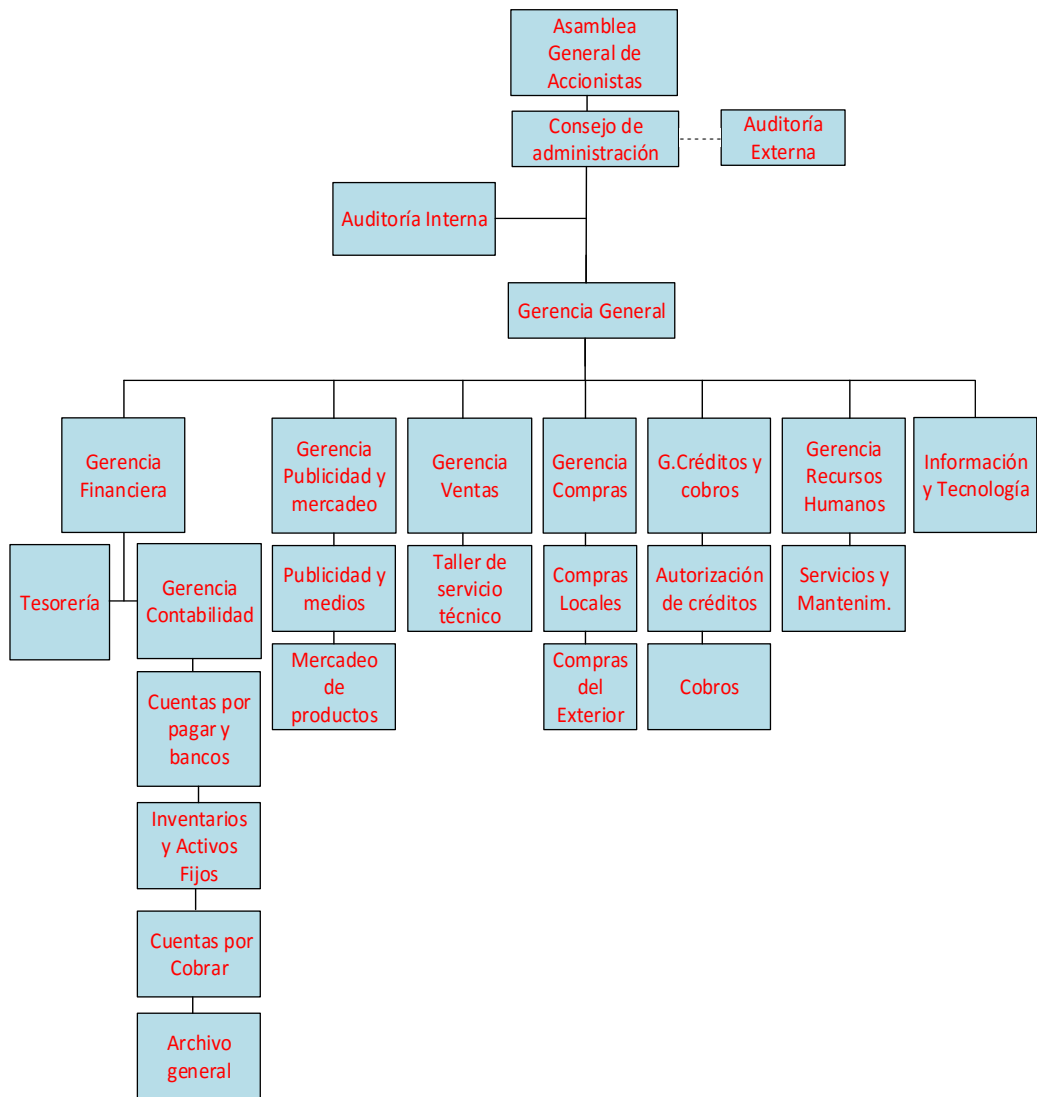 Asamblea
General de
Accionistas
Consejo de
administración
Auditoría
Externa
Auditoría Interna
Gerencia General
Gerencia
Financiera
Gerencia
Publicidad y
mercadeo
Gerencia
Ventas
Gerencia
Compras
G.Créditos y
cobros
Gerencia
Recursos
Humanos
Información
y Tecnología
Tesorería
Gerencia
Contabilidad
Publicidad y
medios
Taller de
servicio
técnico
Compras
Locales
Autorización
de créditos
Servicios y
Mantenim.
Mercadeo
de
productos
Compras
del
Exterior
Cobros
Cuentas por
pagar y
bancos
Inventarios
y Activos
Fijos
Cuentas por
Cobrar
Archivo
general